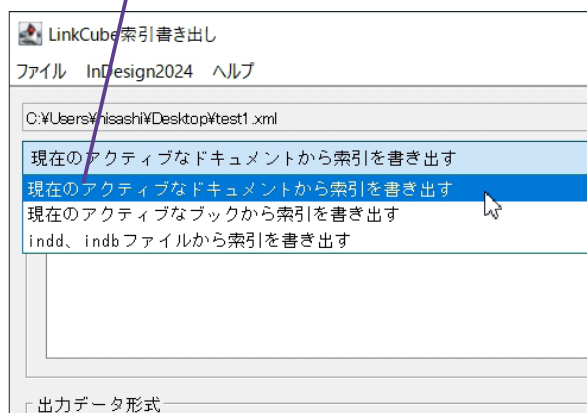 LinkCube索引書き出し
ファイル InDesign2024 ヘルプ
C:¥Users¥hisashi¥Desktop¥test1.xml
現在のアクティブなドキュメントから索引を書き出す
現在のアクティブなドキュメントから索引を書き出す
現在のアクティブなブックから索引を書き出す
indd、indbファイルから索引を書き出す
出力データ形式